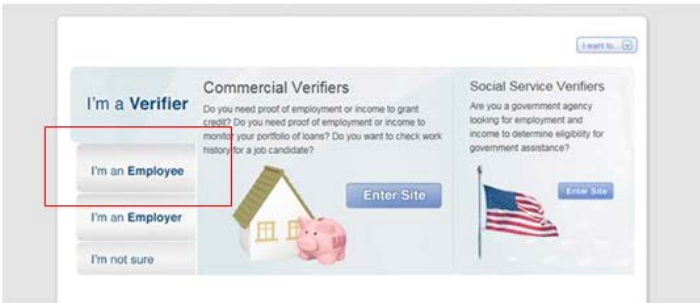 I want to...
I'm a Verifier
I'm an Employee
I'm an Employer
I'm not sure
Commercial Verifiers
Do you need proof of employment or income to grant
credit? Do you need proof of employment or income to
monitor your portfolio of loans? Do you want to check work
history for a job candidate?
Enter Site
Social Service Verifiers
Are you a government agency
looking for employment and
income to determine eligibility for
government assistance?
Enter Site